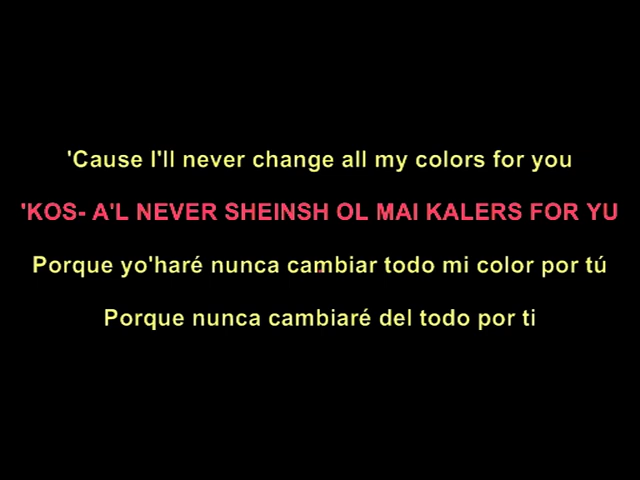 'Cause I'll never change all my colors for you
'KOS- A'L NEVER SHEINSH OL MAI KALERS FOR YU
Porque yo'haré nunca cambiar todo mi color por tú
Porque nunca cambiaré del todo por ti